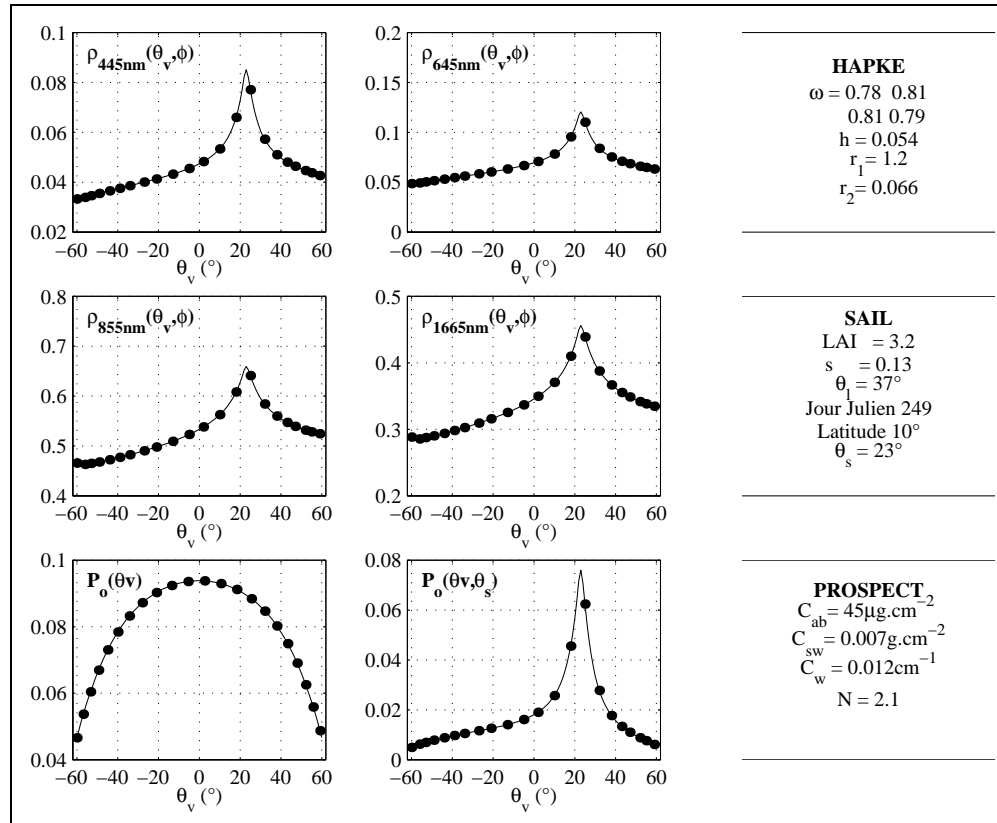 ρ445nm(θv,ϕ)
0.1
0.08
0.06
0.04
0.02
−60 −40 −20 0 20 40 60
θv (°)
ρ645nm(θv,ϕ)
0.2
0.15
0.1
0.05
0
−60 −40 −20 0 20 40 60
θv (°)
HAPKE
ω = 0.78 0.81
0.81 0.79
h = 0.054
r1 = 1.2
r2 = 0.066
ρ855nm(θv,ϕ)
0.8
0.7
0.6
0.5
0.4
−60 −40 −20 0 20 40 60
θv (°)
ρ1665nm(θv,ϕ)
0.5
0.4
0.3
0.2
−60 −40 −20 0 20 40 60
θv (°)
SAIL
LAI = 3.2
s = 0.13
θl = 37°
Jour Julien 249
Latitude 10°
θs = 23°
Po(θv)
0.1
0.08
0.06
0.04
−60 −40 −20 0 20 40 60
θv (°)
Po(θv,θs)
0.08
0.06
0.04
0.02
0
−60 −40 −20 0 20 40 60
θv (°)
PROSPECT
Cab = 45µg.cm−2
Csw = 0.007g.cm−2
Cw = 0.012cm−1
N = 2.1